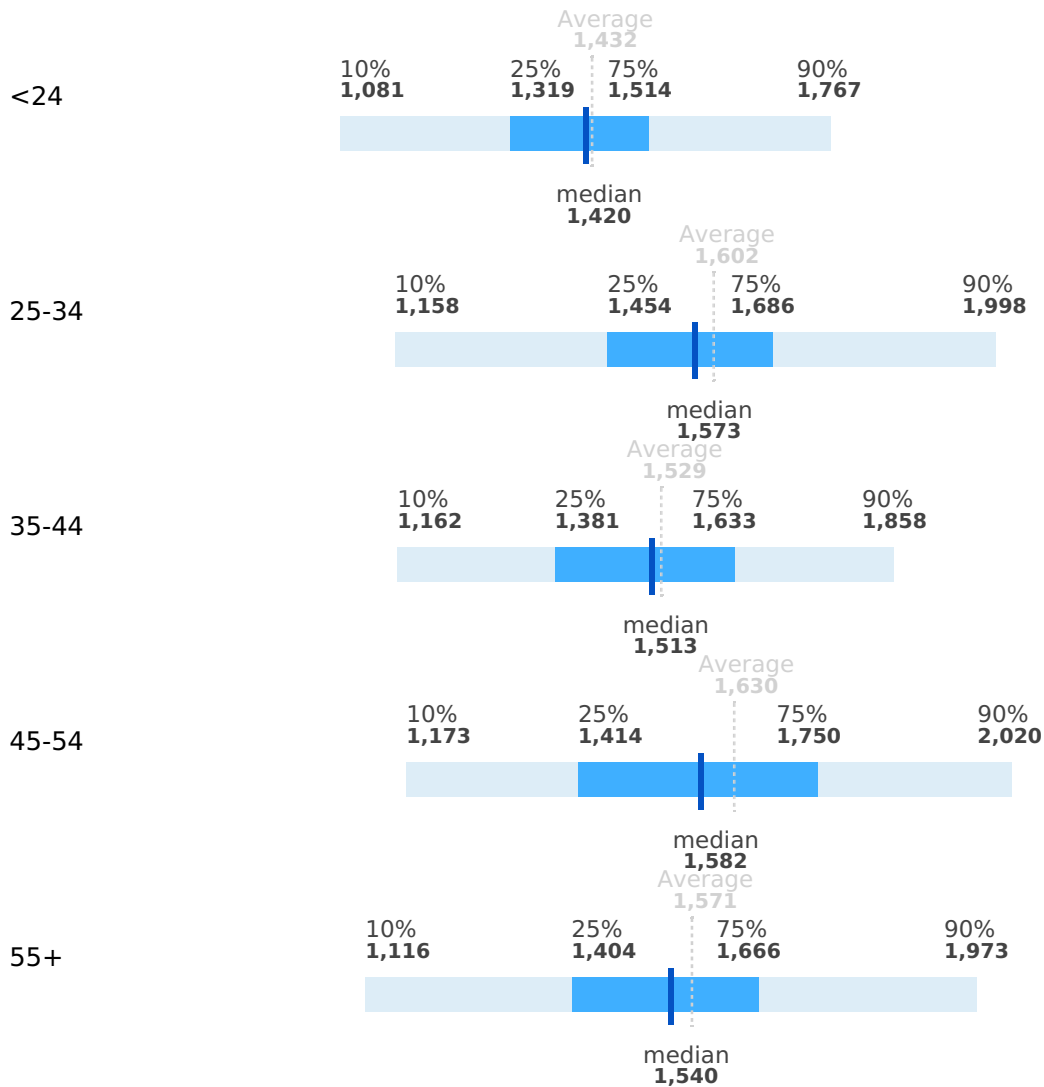 Average
1,432
10% 25% 75% 90%
1,081 1,319 1,514 1,767
<24
median
1,420
Average
1,602
10% 25% 75% 90%
1,158 1,454 1,686 1,998
25-34
median
1,573
Average
1,529
10% 25% 75% 90%
1,162 1,381 1,633 1,858
35-44
median
1,513
Average
1,630
10% 25% 75% 90%
1,173 1,414 1,750 2,020
45-54
median
1,582
Average
1,571
10% 25% 75% 90%
1,116 1,404 1,666 1,973
55+
median
1,540